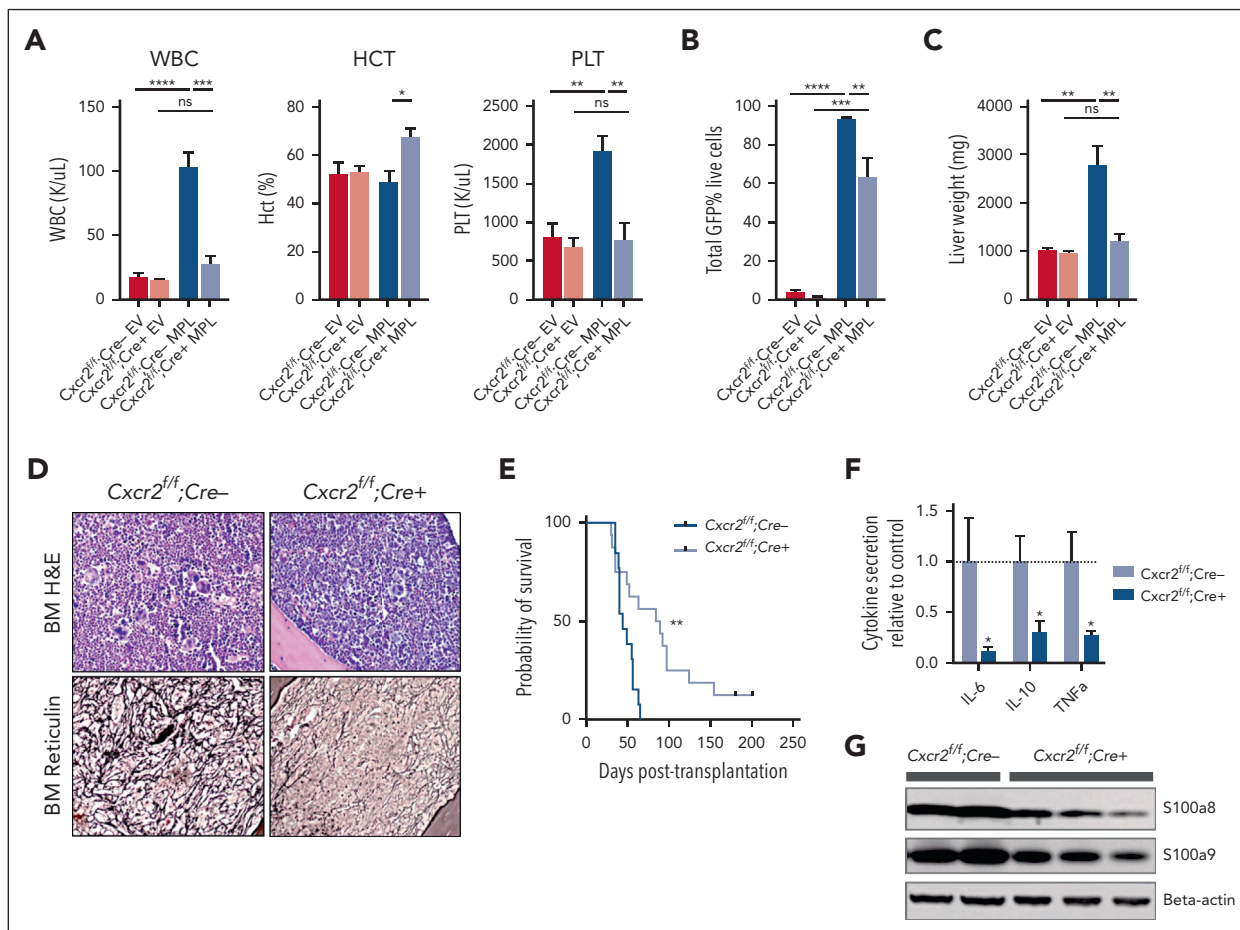 A
WBC
**** ***
ns
WBC (K/uL)
150
100
50
0
Cxcr2f/f;Cre– EV
Cxcr2f/f;Cre+ EV
Cxcr2f/f;Cre– MPL
Cxcr2f/f;Cre+ MPL
HCT
*
Hct (%)
80
60
40
20
0
Cxcr2f/f;Cre– EV
Cxcr2f/f;Cre+ EV
Cxcr2f/f;Cre– MPL
Cxcr2f/f;Cre+ MPL
PLT
** **
ns
PLT (K/uL)
2500
2000
1500
1000
500
0
Cxcr2f/f;Cre– EV
Cxcr2f/f;Cre+ EV
Cxcr2f/f;Cre– MPL
Cxcr2f/f;Cre+ MPL
B
**** **
***
Total GFP% live cells
100
80
60
40
20
0
Cxcr2f/f;Cre– EV
Cxcr2f/f;Cre+ EV
Cxcr2f/f;Cre– MPL
Cxcr2f/f;Cre+ MPL
C
** **
ns
Liver weight (mg)
4000
3000
2000
1000
0
Cxcr2f/f;Cre– EV
Cxcr2f/f;Cre+ EV
Cxcr2f/f;Cre– MPL
Cxcr2f/f;Cre+ MPL
D
Cxcr2f/f;Cre– Cxcr2f/f;Cre+
BM H&E
BM Reticulin
E
Probability of survival
100
50
0
Cxcr2f/f;Cre–
Cxcr2f/f;Cre+
**
0 50 100 150 200 250
Days post-transplantation
F
Cytokine secretion
relative to control
1.5
1.0
0.5
0.0
* * *
IL-6 IL-10 TNFa
Cxcr2f/f;Cre–
Cxcr2f/f;Cre+
G
Cxcr2f/f;Cre– Cxcr2f/f;Cre+
S100a8
S100a9
Beta-actin